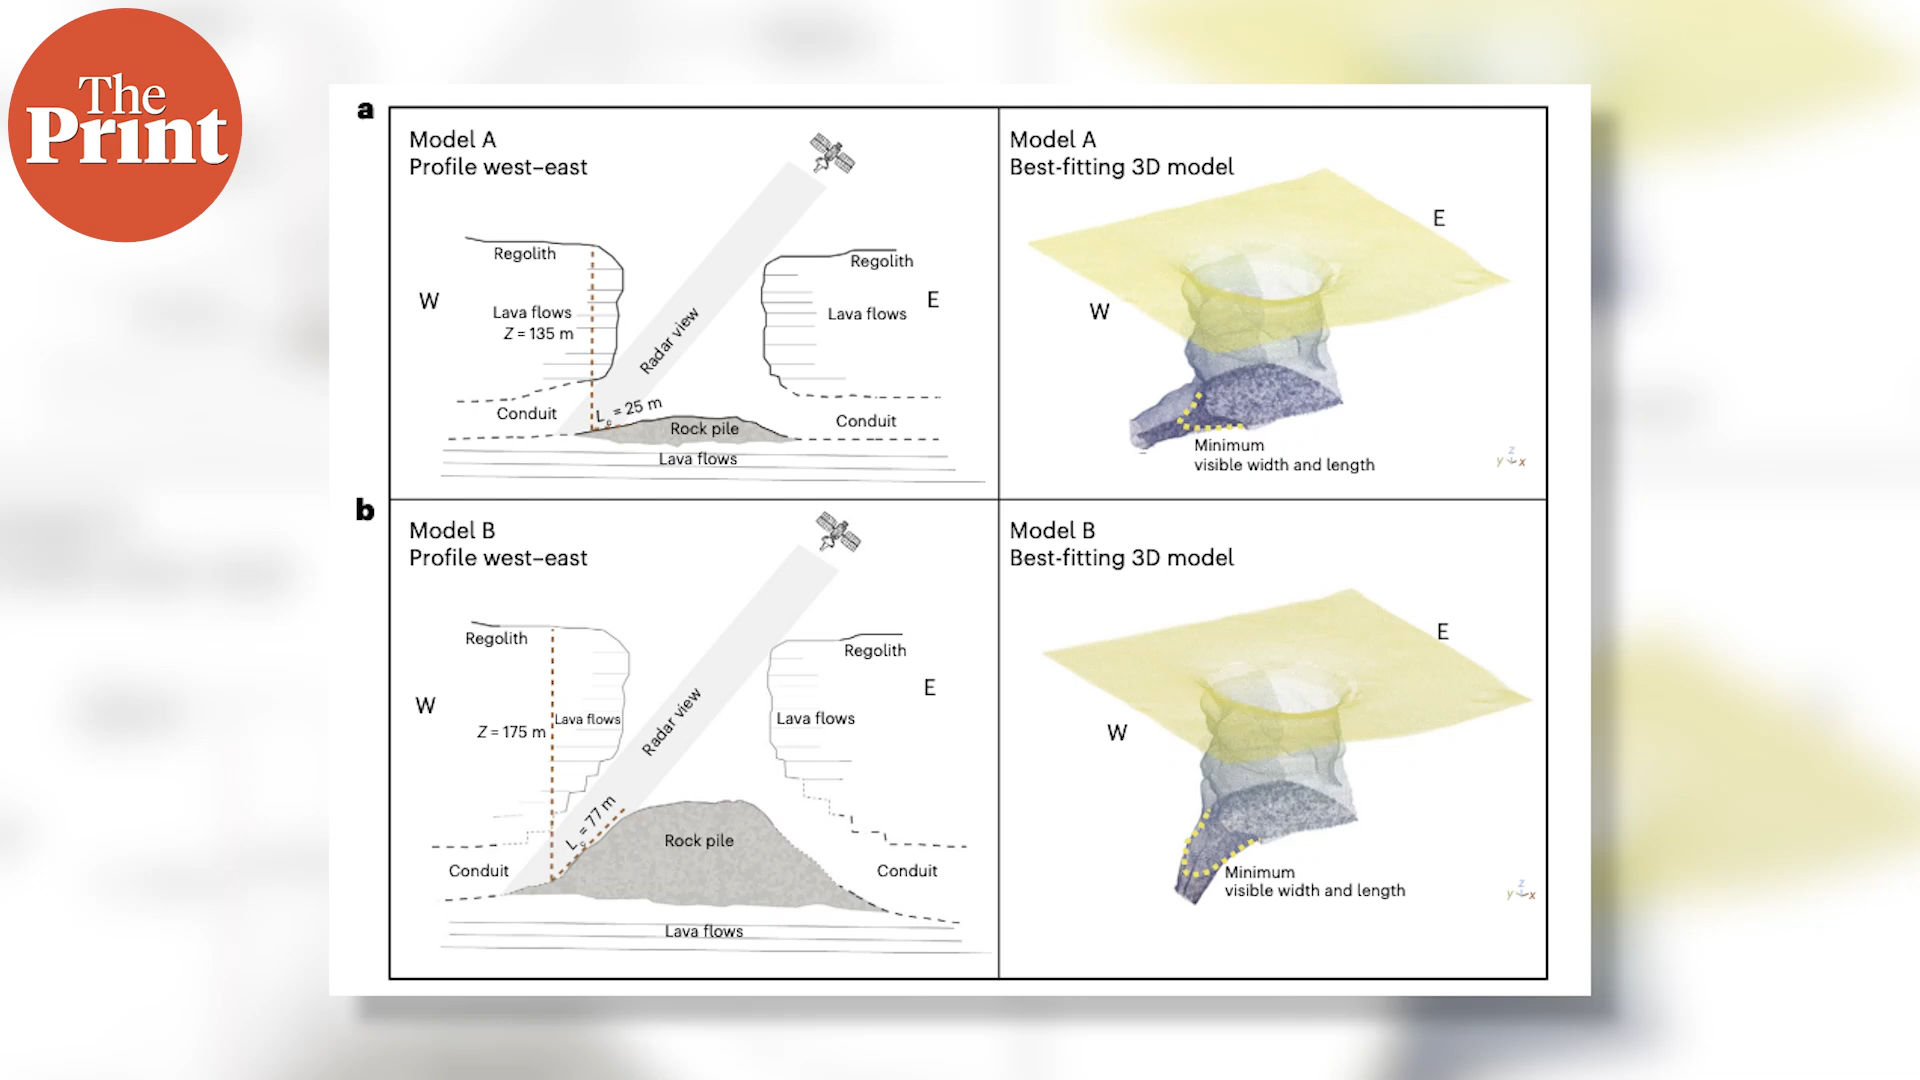 The
Print
a
Model A
Profile west–east
Regolith
Regolith
W
E
Lava flows
Z = 135 m
Lava flows
Radar view
Lc = 25 m
Conduit
Conduit
Rock pile
Lava flows
Model A
Best-fitting 3D model
E
W
Minimum
visible width and length
z
y x
b
Model B
Profile west–east
Regolith
Regolith
W
E
Lava flows
Lava flows
Z = 175 m
Radar view
Lc = 77 m
Rock pile
Conduit
Conduit
Lava flows
Model B
Best-fitting 3D model
E
W
Minimum
visible width and length
z
y x